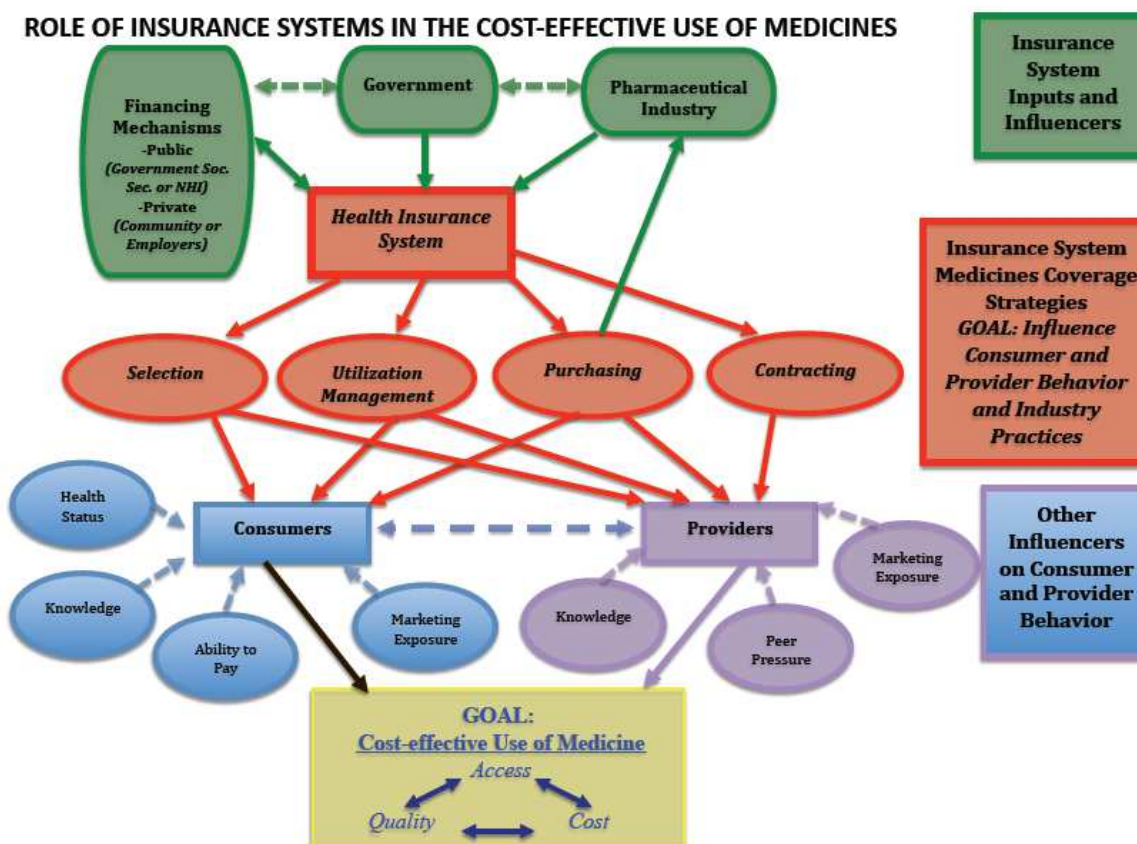 ROLE OF INSURANCE SYSTEMS IN THE COST-EFFECTIVE USE OF MEDICINES
Financing
Mechanisms
-Public
(Government Soc.
Sec. or NHI)
-Private
(Community or
Employers)
Government
Pharmaceutical
Industry
Insurance
System
Inputs and
Influencers
Health Insurance
System
Insurance System
Medicines Coverage
Strategies
GOAL: Influence
Consumer and
Provider Behavior
and Industry
Practices
Selection
Utilization
Management
Purchasing
Contracting
Health
Status
Consumers
Providers
Knowledge
Ability to
Pay
Marketing
Exposure
Knowledge
Peer
Pressure
Marketing
Exposure
Other
Influencers
on Consumer
and Provider
Behavior
GOAL:
Cost-effective Use of Medicine
Access
Quality
Cost